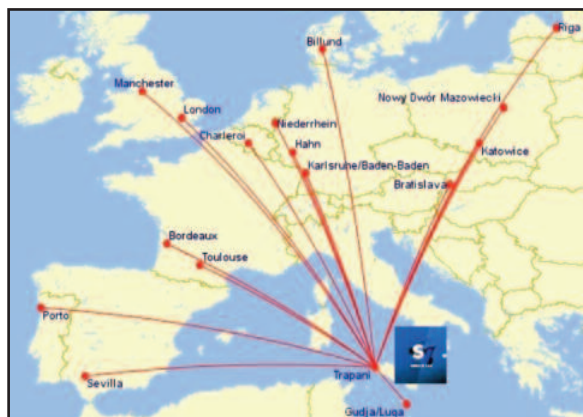 Riga
Billund
Manchester
Nowy Dwór Mazowiecki
London
Niederrhein
Charleroi
Hahn
Katowice
Karlsruhe/Baden-Baden
Bratislava
Bordeaux
Toulouse
Porto
Trapani
Sevilla
Gudja/Luqa